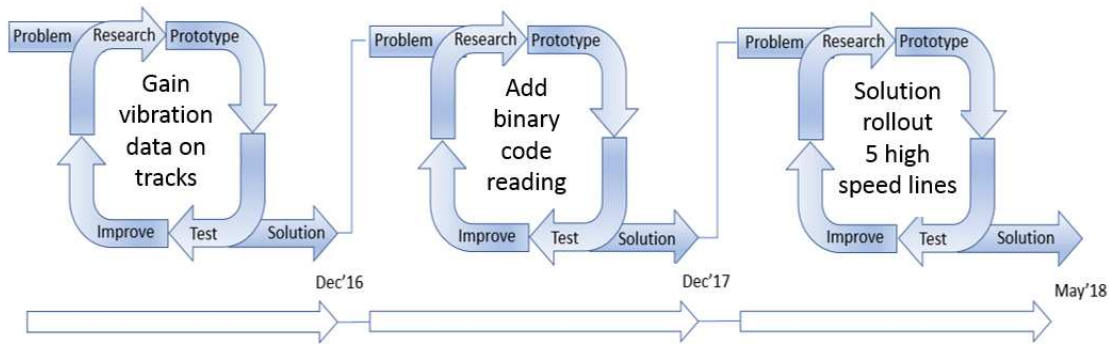 Problem
Research
Prototype
Gain
vibration
data on
tracks
Improve
Test
Solution
Dec'16
Problem
Research
Prototype
Add
binary
code
reading
Improve
Test
Solution
Dec'17
Problem
Research
Prototype
Solution
rollout
5 high
speed lines
Improve
Test
Solution
May'18